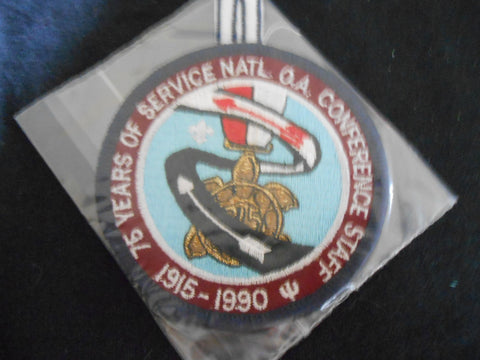 75 YEARS OF SERVICE NATL O.A. CONFERENCE STAFF
1915-1990